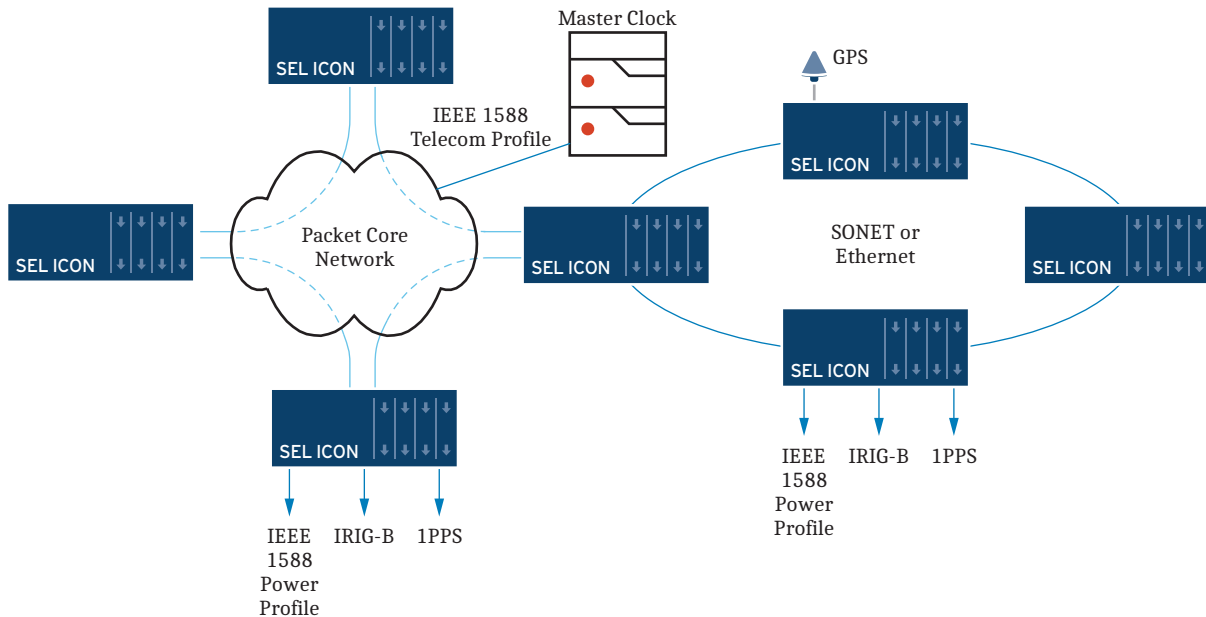 Master Clock
SEL ICON
GPS
IEEE 1588
Telecom Profile
SEL ICON
SEL ICON
Packet Core
Network
SEL ICON
SONET or
Ethernet
SEL ICON
SEL ICON
SEL ICON
IEEE
1588
Power
Profile
IRIG-B
1PPS
IEEE
1588
Power
Profile
IRIG-B
1PPS